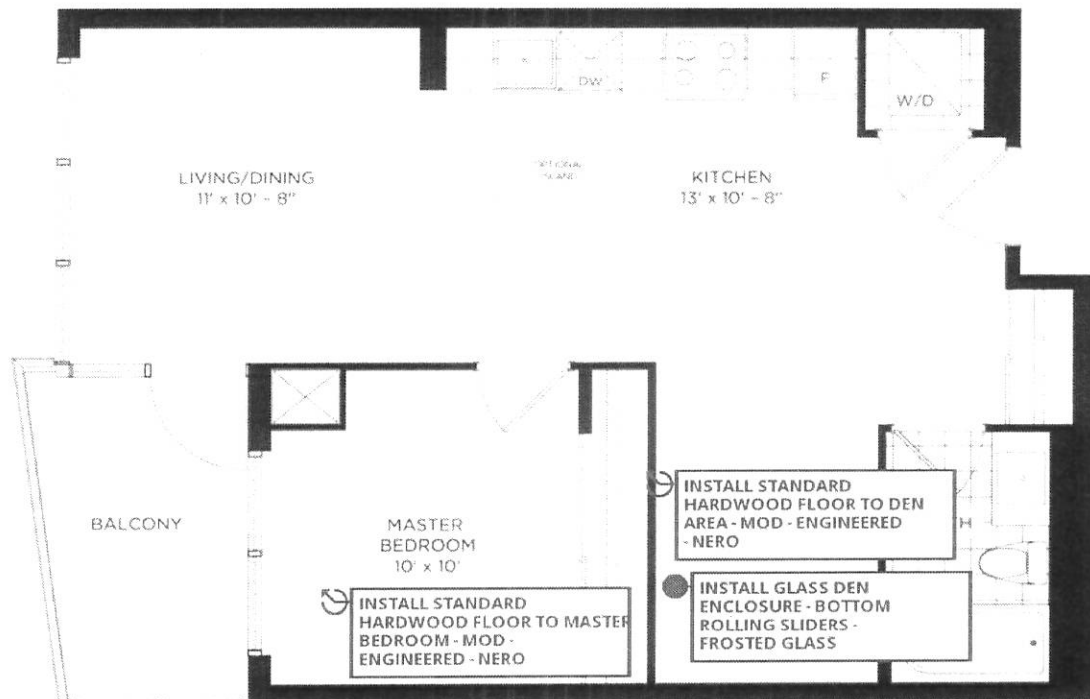 DW
F
W/D
LIVING/DINING
11' x 10' - 8"
OPTIONAL
ISLAND
KITCHEN
13' x 10' - 8"
BALCONY
MASTER
BEDROOM
10' x 10'
INSTALL STANDARD
HARDWOOD FLOOR TO DEN
AREA - MOD - ENGINEERED
- NERO
H
INSTALL GLASS DEN
ENCLOSURE - BOTTOM
ROLLING SLIDERS -
FROSTED GLASS
INSTALL STANDARD
HARDWOOD FLOOR TO MASTER
BEDROOM - MOD -
ENGINEERED - NERO